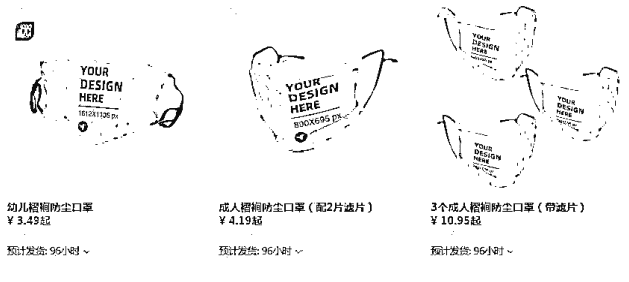 YOUR
DESIGN
HERE
YOUR
DESIGN
HERE
800X695 px
YOUR
DESIGN
HERE
YOUR
DESIGN
HERE
YOUR
DESIGN
HERE
幼儿褶裥防尘口罩
¥ 3.49起
预计发货: 96小时
成人褶裥防尘口罩（配2片滤片）
¥ 4.19起
预计发货: 96小时
3个成人褶裥防尘口罩（带滤片）
¥ 10.95起
预计发货: 96小时